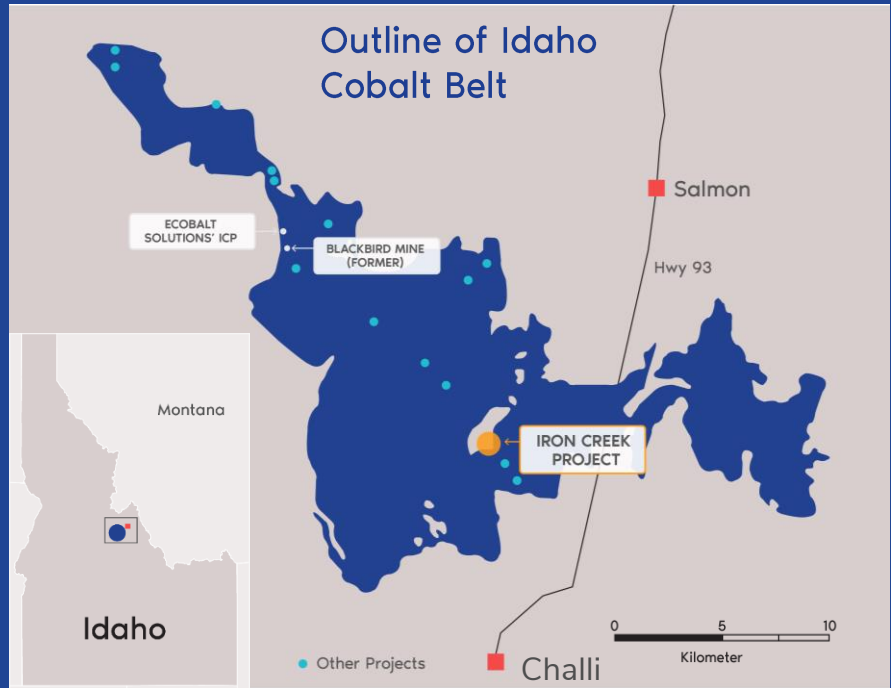 Outline of Idaho
Cobalt Belt
Salmon
ECOBALT
SOLUTIONS' ICP
BLACKBIRD MINE
(FORMER)
Hwy 93
Montana
IRON CREEK
PROJECT
Idaho
0 5 10
Kilometer
Other Projects
Challi